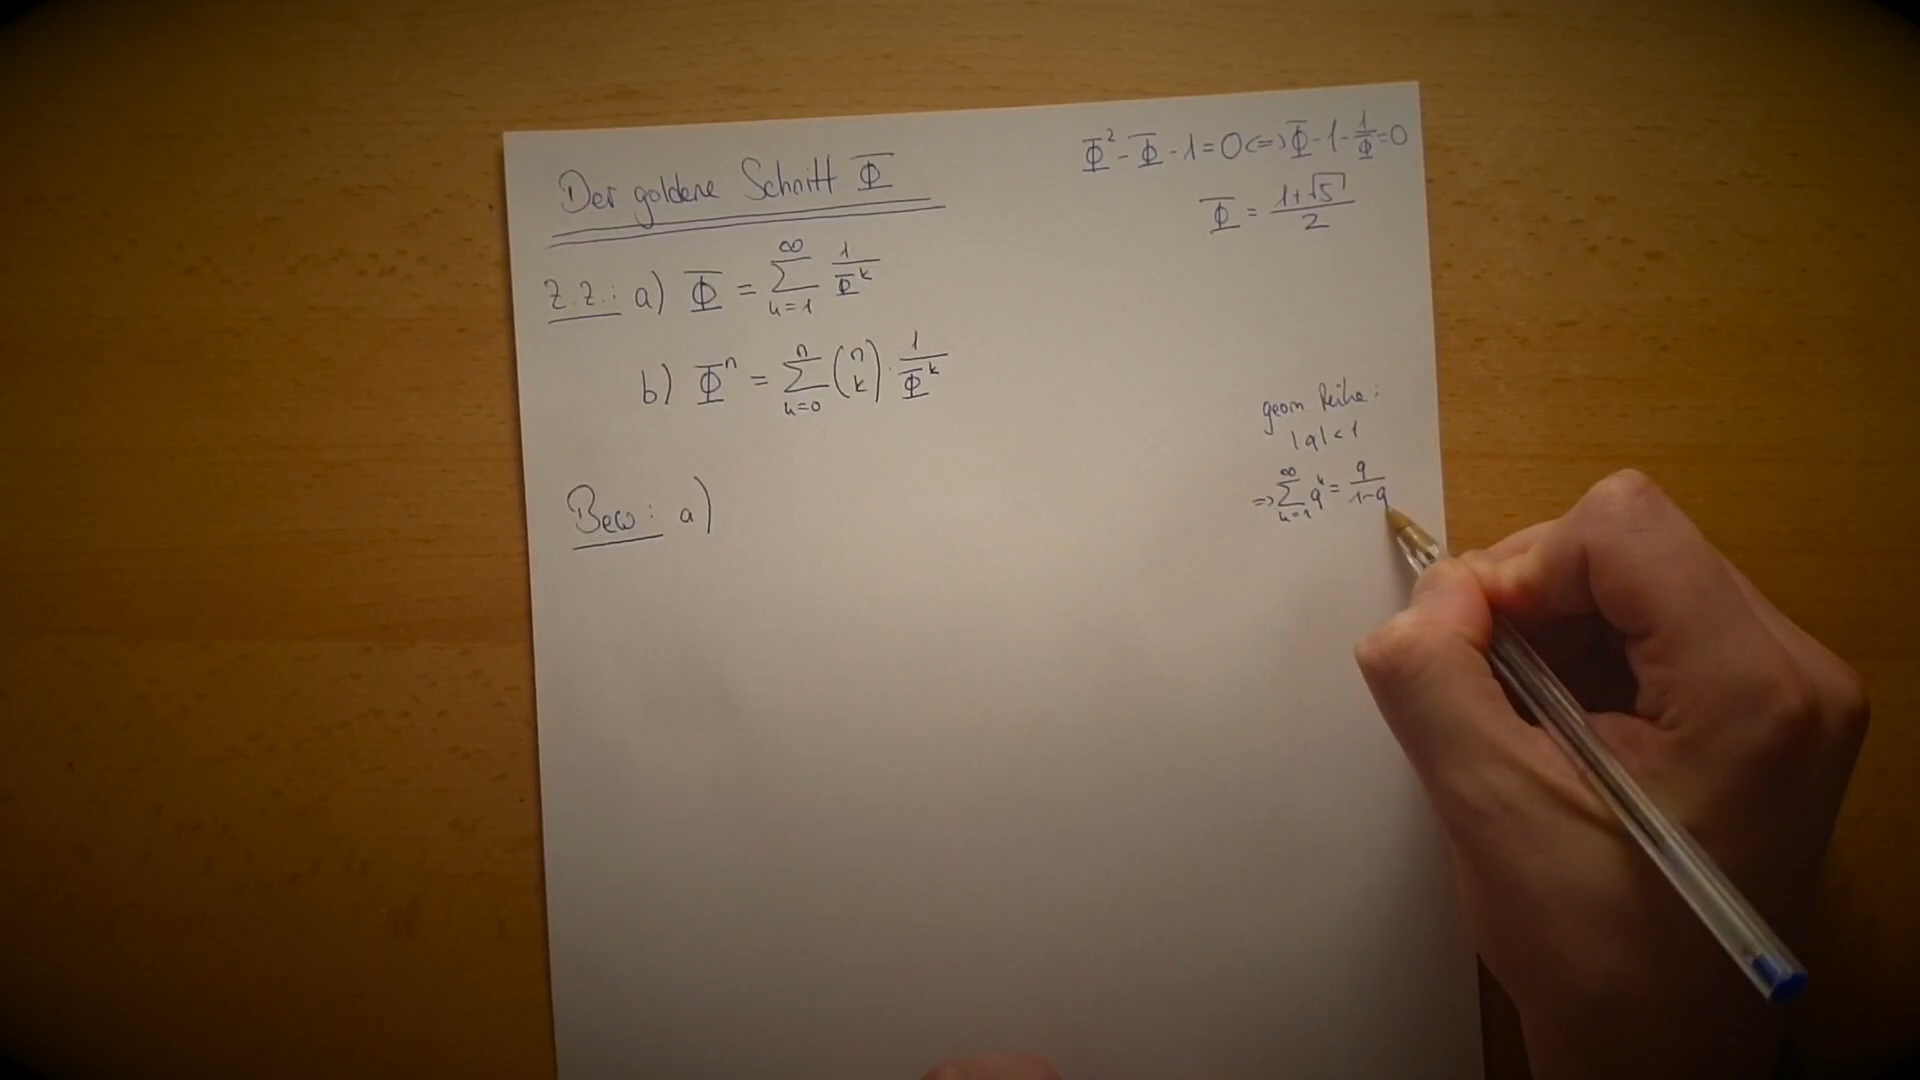 Der goldene Schnitt Φ
Φ² - Φ - 1 = 0 <=> Φ - 1 - 1/Φ = 0
Φ = (1+√5)/2
z.z.: a) Φ = ∑_{k=1}^{∞} 1/Φ^k
b) Φ^n = ∑_{k=0}^{n} (n k) · 1/Φ^k
geom. Reihe:
|q| < 1
=> ∑_{k=1}^{∞} q^k = q/(1-q)
Bew.: a)